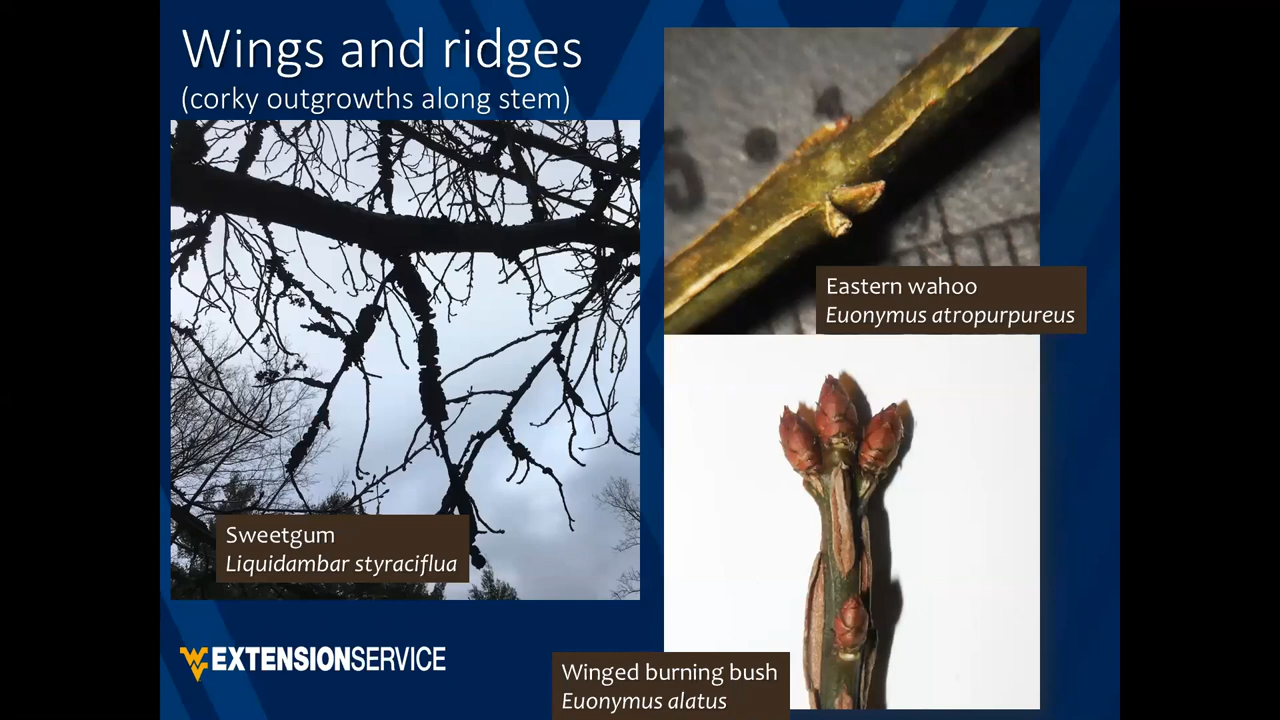 Wings and ridges
(corky outgrowths along stem)
Eastern wahoo
Euonymus atropurpureus
Sweetgum
Liquidambar styraciflua
EXTENSIONSERVICE
Winged burning bush
Euonymus alatus